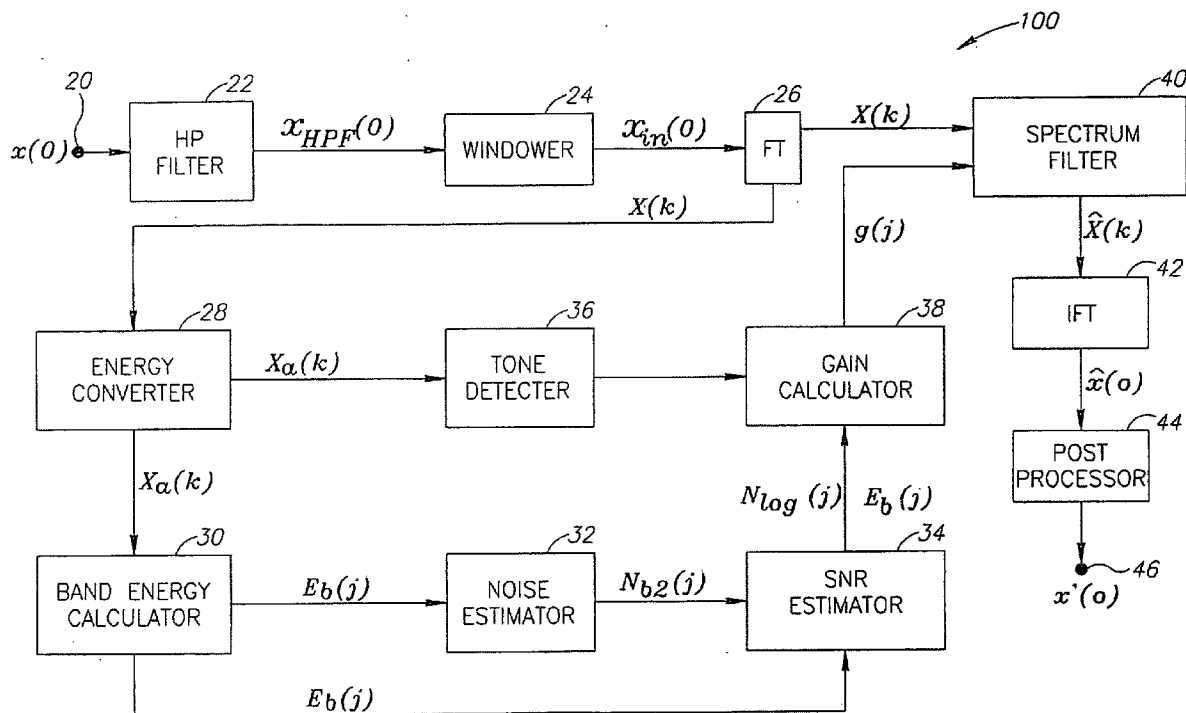 100
20
22
24
26
40
x(0)
HP
FILTER
x_HPF(0)
WINDOWER
x_in(0)
FT
X(k)
SPECTRUM
FILTER
X(k)
g(j)
X̂(k)
28
36
38
42
ENERGY
CONVERTER
X_a(k)
TONE
DETECTER
GAIN
CALCULATOR
IFT
x̂(o)
44
POST
PROCESSOR
X_a(k)
N_log (j)
E_b(j)
30
32
34
46
BAND ENERGY
CALCULATOR
E_b(j)
NOISE
ESTIMATOR
N_b2(j)
SNR
ESTIMATOR
x'(o)
E_b(j)